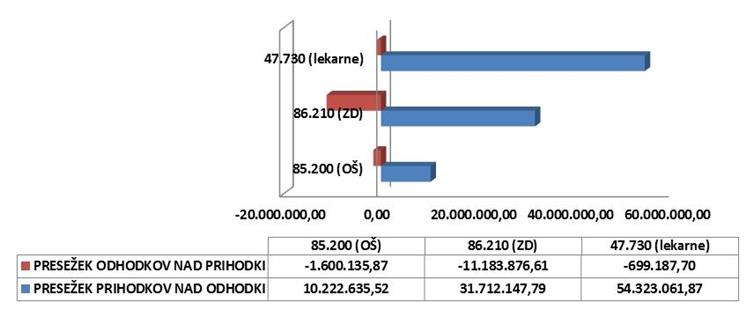 47.730 (lekarne)
86.210 (ZD)
85.200 (OŠ)
-20.000.000,00 0,00 20.000.000,00 40.000.000,00 60.000.000,00
85.200 (OŠ) 86.210 (ZD) 47.730 (lekarne)
PRESEŽEK ODHODKOV NAD PRIHODKI -1.600.135,87 -11.183.876,61 -699.187,70
PRESEŽEK PRIHODKOV NAD ODHODKI 10.222.635,52 31.712.147,79 54.323.061,87